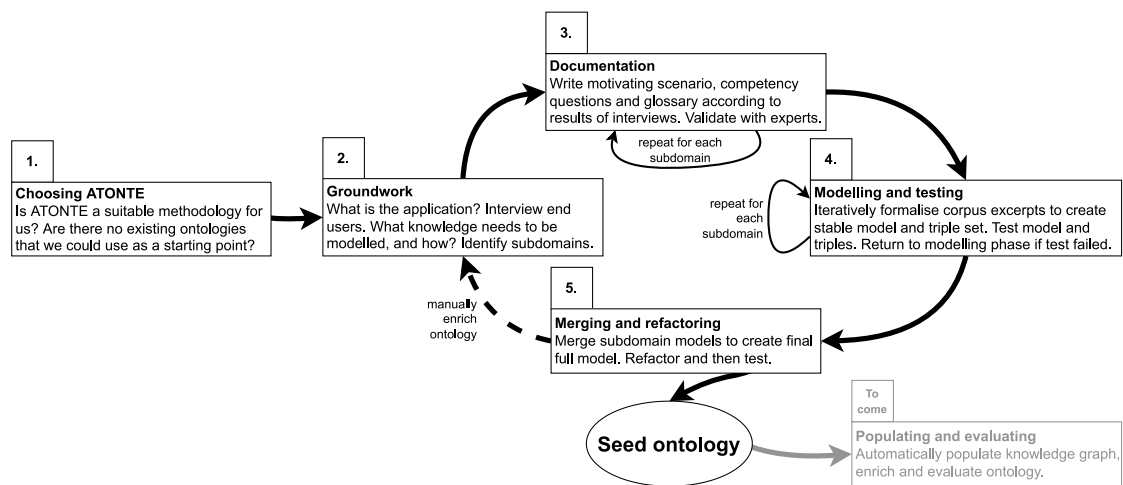 1.
Choosing ATONTE
Is ATONTE a suitable methodology for
us? Are there no existing ontologies
that we could use as a starting point?
2.
Groundwork
What is the application? Interview end
users. What knowledge needs to be
modelled, and how? Identify subdomains.
3.
Documentation
Write motivating scenario, competency
questions and glossary according to
results of interviews. Validate with experts.
repeat for each
subdomain
4.
Modelling and testing
Iteratively formalise corpus excerpts to create
stable model and triple set. Test model and
triples. Return to modelling phase if test failed.
repeat for
each
subdomain
5.
Merging and refactoring
Merge subdomain models to create final
full model. Refactor and then test.
manually
enrich
ontology
Seed ontology
To
come
Populating and evaluating
Automatically populate knowledge graph,
enrich and evaluate ontology.